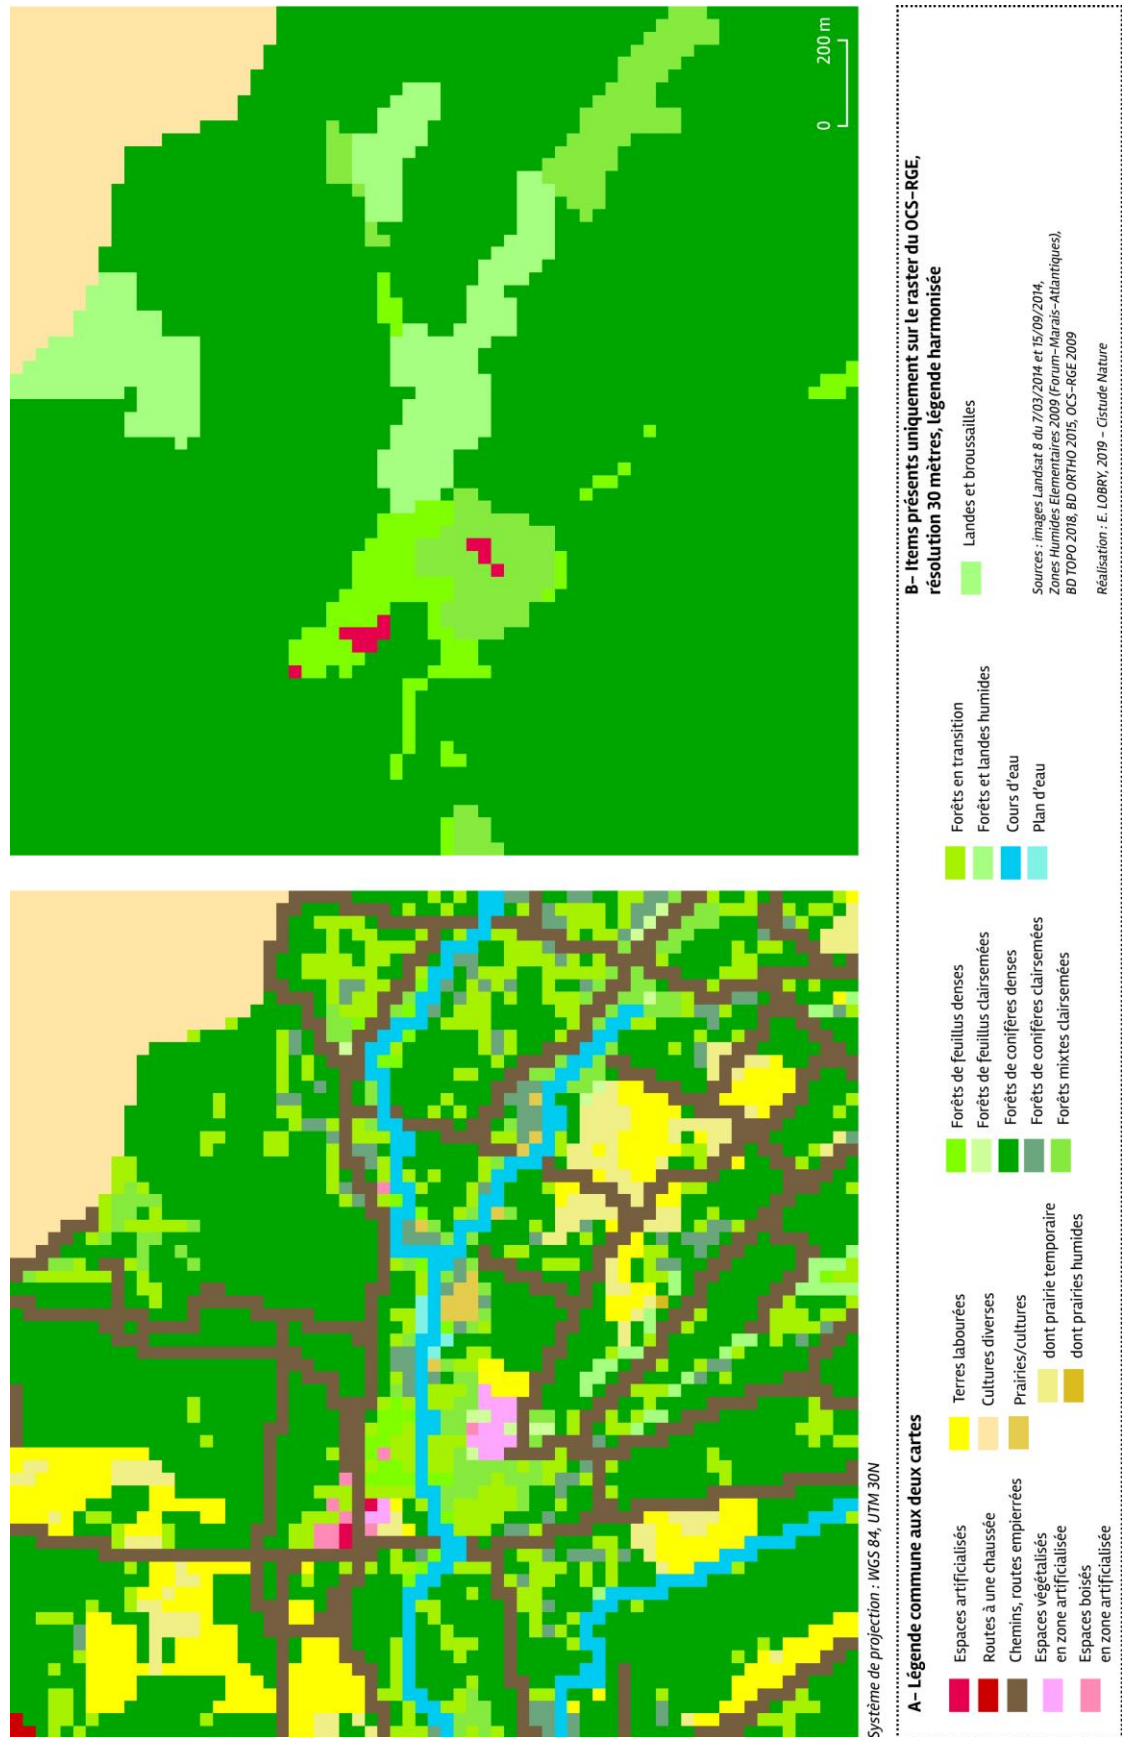 0 200 m
Système de projection : WGS 84, UTM 30N
A– Légende commune aux deux cartes
Espaces artificialisés
Routes à une chaussée
Chemins, routes empierrées
Espaces végétalisés
en zone artificialisée
Espaces boisés
en zone artificialisée
Terres labourées
Cultures diverses
Prairies/cultures
dont prairie temporaire
dont prairies humides
Forêts de feuillus denses
Forêts de feuillus clairsemées
Forêts de conifères denses
Forêts de conifères clairsemées
Forêts mixtes clairsemées
Forêts en transition
Forêts et landes humides
Cours d'eau
Plan d'eau
B– Items présents uniquement sur le raster du OCS–RGE,
résolution 30 mètres, légende harmonisée
Landes et broussailles
Sources : images Landsat 8 du 7/03/2014 et 15/09/2014,
Zones Humides Elementaires 2009 (Forum–Marais–Atlantiques),
BD TOPO 2018, BD ORTHO 2015, OCS–RGE 2009
Réalisation : E. LOBRY, 2019 – Cistude Nature